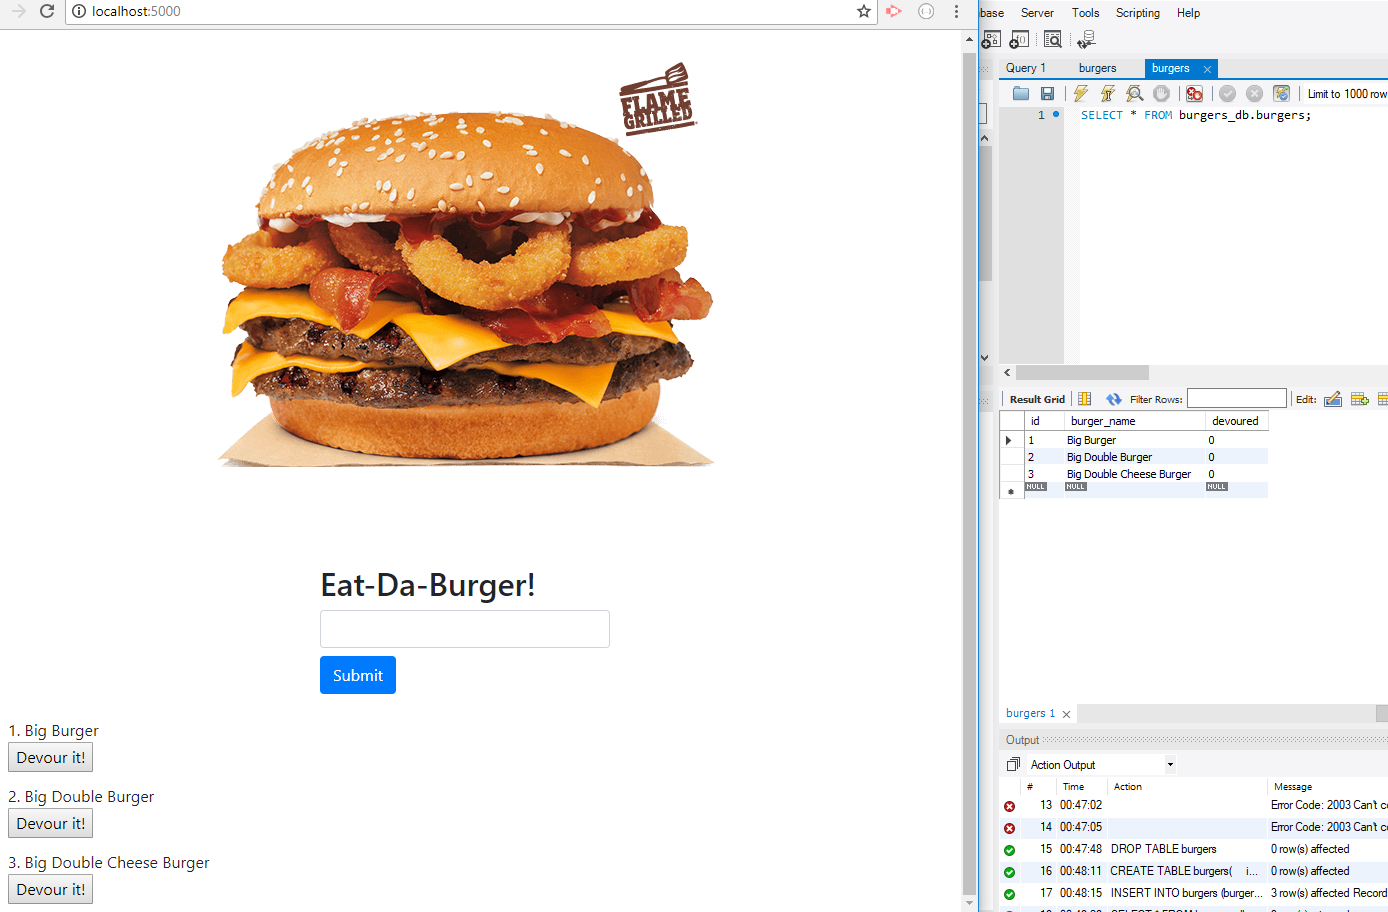 localhost:5000
FLAME
GRILLED
Eat-Da-Burger!
Submit
1. Big Burger
Devour it!
2. Big Double Burger
Devour it!
3. Big Double Cheese Burger
Devour it!
base Server Tools Scripting Help
Query 1 burgers burgers
Limit to 1000 row
1 SELECT * FROM burgers_db.burgers;
Result Grid Filter Rows: Edit:
id burger_name devoured
1 Big Burger 0
2 Big Double Burger 0
3 Big Double Cheese Burger 0
NULL NULL NULL
burgers 1
Output
Action Output
# Time Action Message
13 00:47:02 Error Code: 2003 Can't c
14 00:47:05 Error Code: 2003 Can't c
15 00:47:48 DROP TABLE burgers 0 row(s) affected
16 00:48:11 CREATE TABLE burgers( i... 0 row(s) affected
17 00:48:15 INSERT INTO burgers (burger... 3 row(s) affected Record